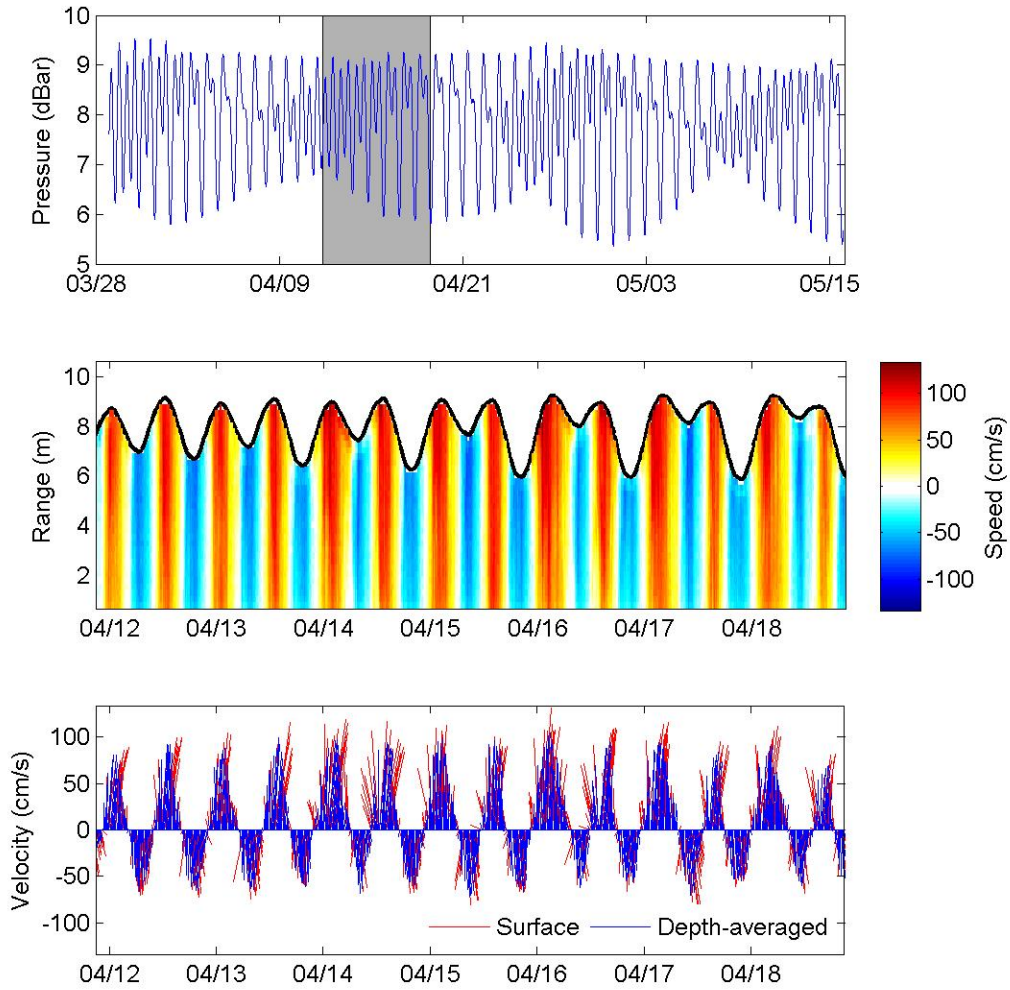 10
9
8
7
6
5
Pressure (dBar)
03/28 04/09 04/21 05/03 05/15
10
8
6
4
2
Range (m)
04/12 04/13 04/14 04/15 04/16 04/17 04/18
100
50
0
-50
-100
Speed (cm/s)
100
50
0
-50
-100
Velocity (cm/s)
Surface Depth-averaged
04/12 04/13 04/14 04/15 04/16 04/17 04/18